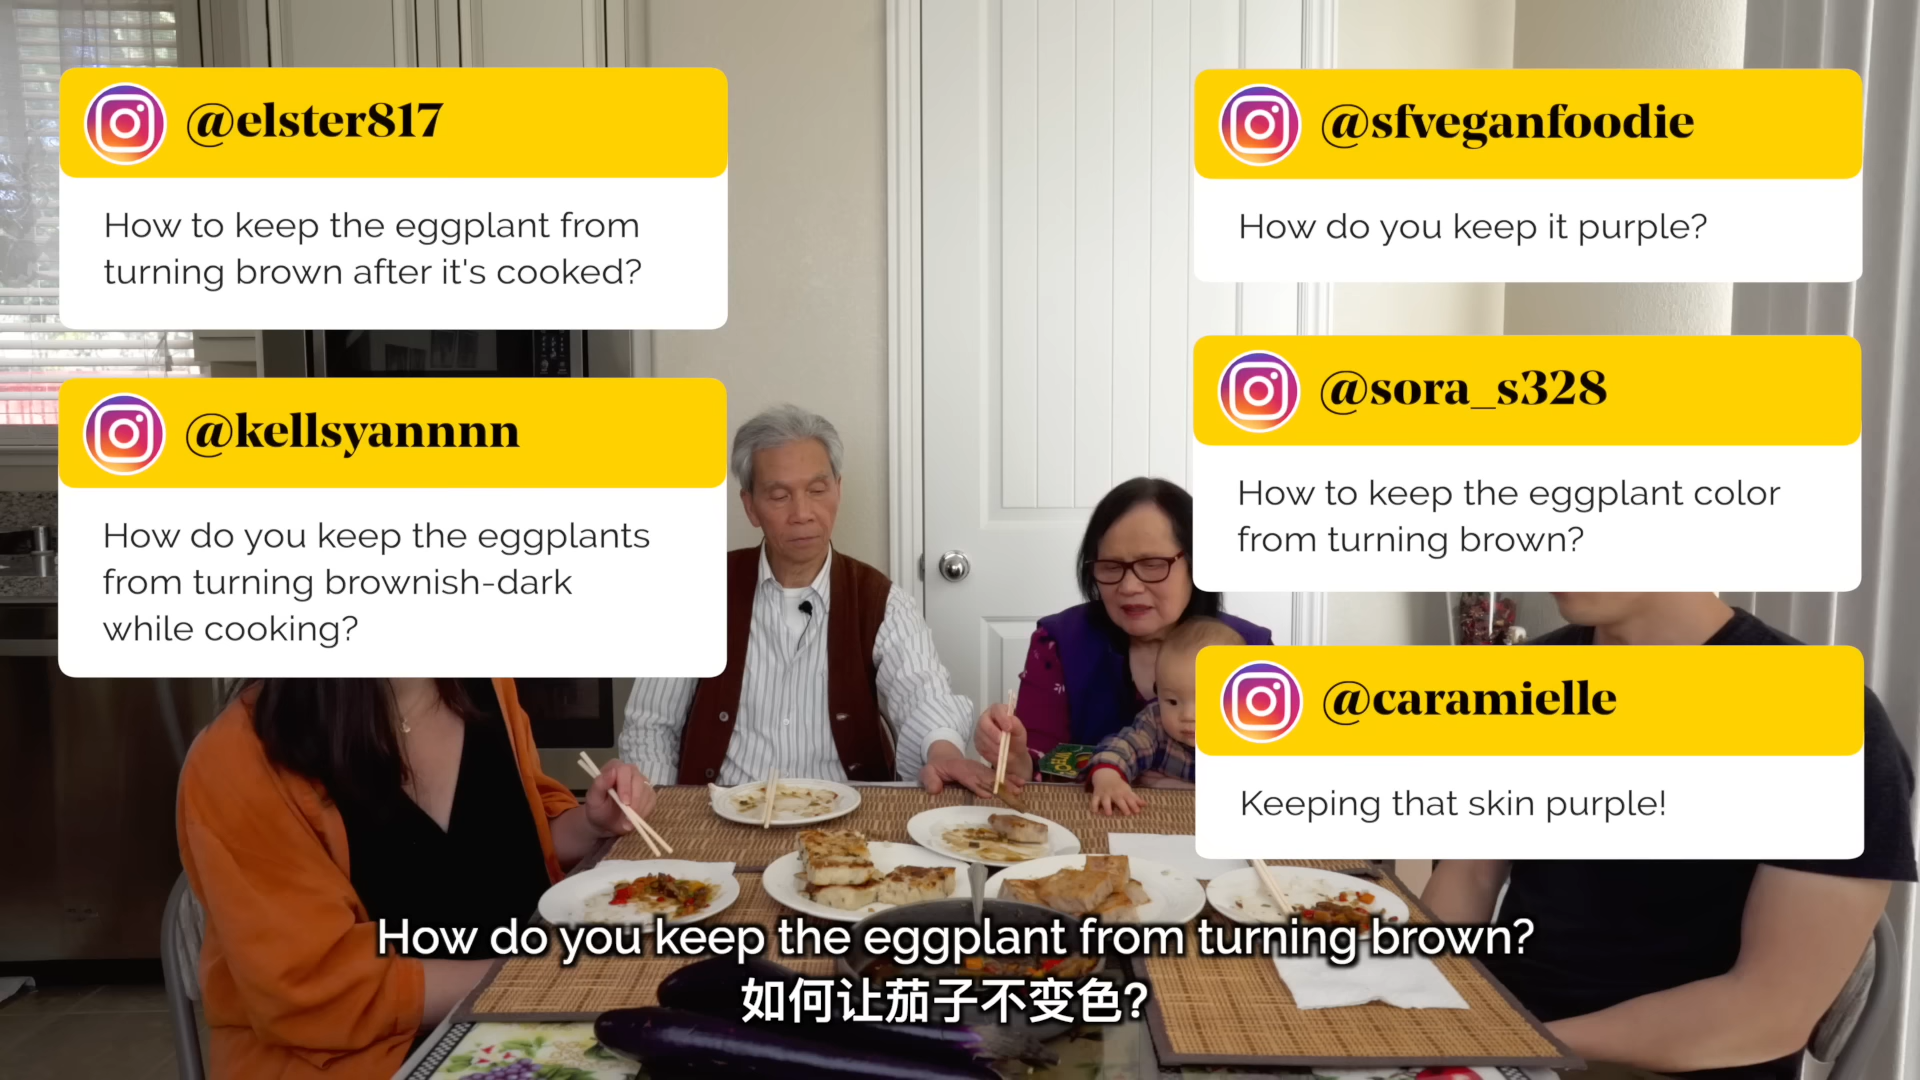 @elster817
How to keep the eggplant from
turning brown after it's cooked?
@kellsyannnn
How do you keep the eggplants
from turning brownish-dark
while cooking?
@sfveganfoodie
How do you keep it purple?
@sora_s328
How to keep the eggplant color
from turning brown?
@caramielle
Keeping that skin purple!
How do you keep the eggplant from turning brown?
如何让茄子不变色?